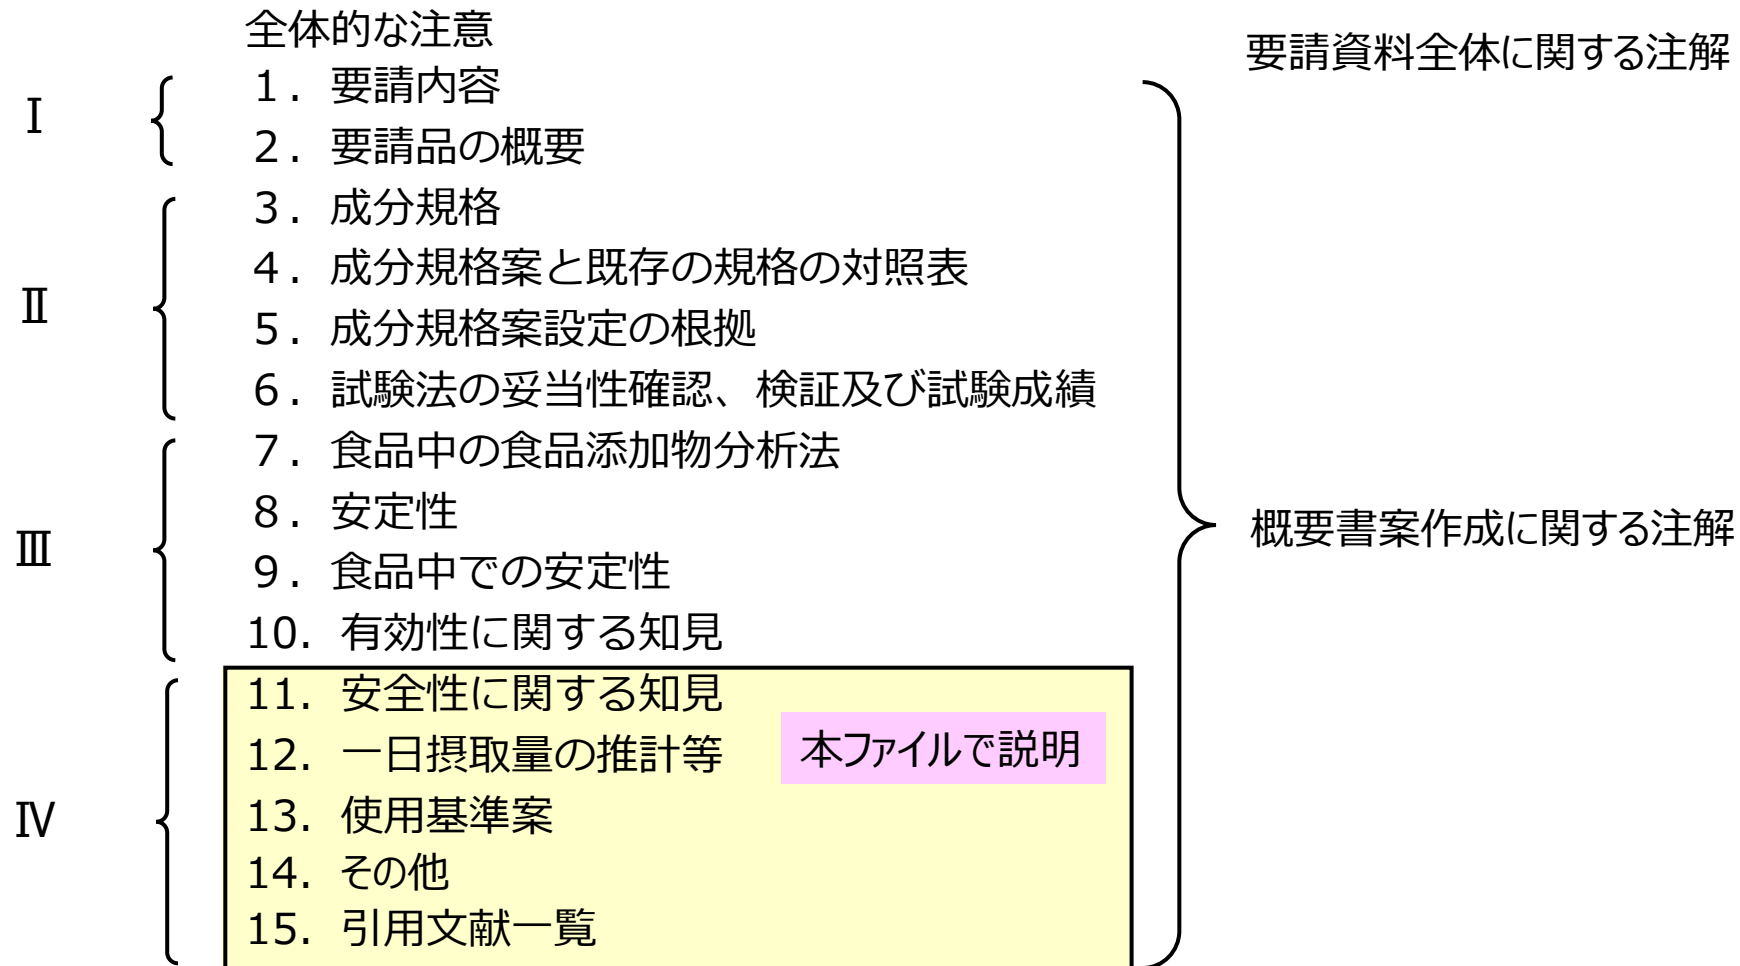 全体的な注意
要請資料全体に関する注解
Ⅰ
１．要請内容
２．要請品の概要
Ⅱ
３．成分規格
４．成分規格案と既存の規格の対照表
５．成分規格案設定の根拠
６．試験法の妥当性確認、検証及び試験成績
Ⅲ
７．食品中の食品添加物分析法
８．安定性
９．食品中での安定性
10．有効性に関する知見
概要書案作成に関する注解
Ⅳ
11．安全性に関する知見
12．一日摂取量の推計等
本ファイルで説明
13．使用基準案
14．その他
15．引用文献一覧